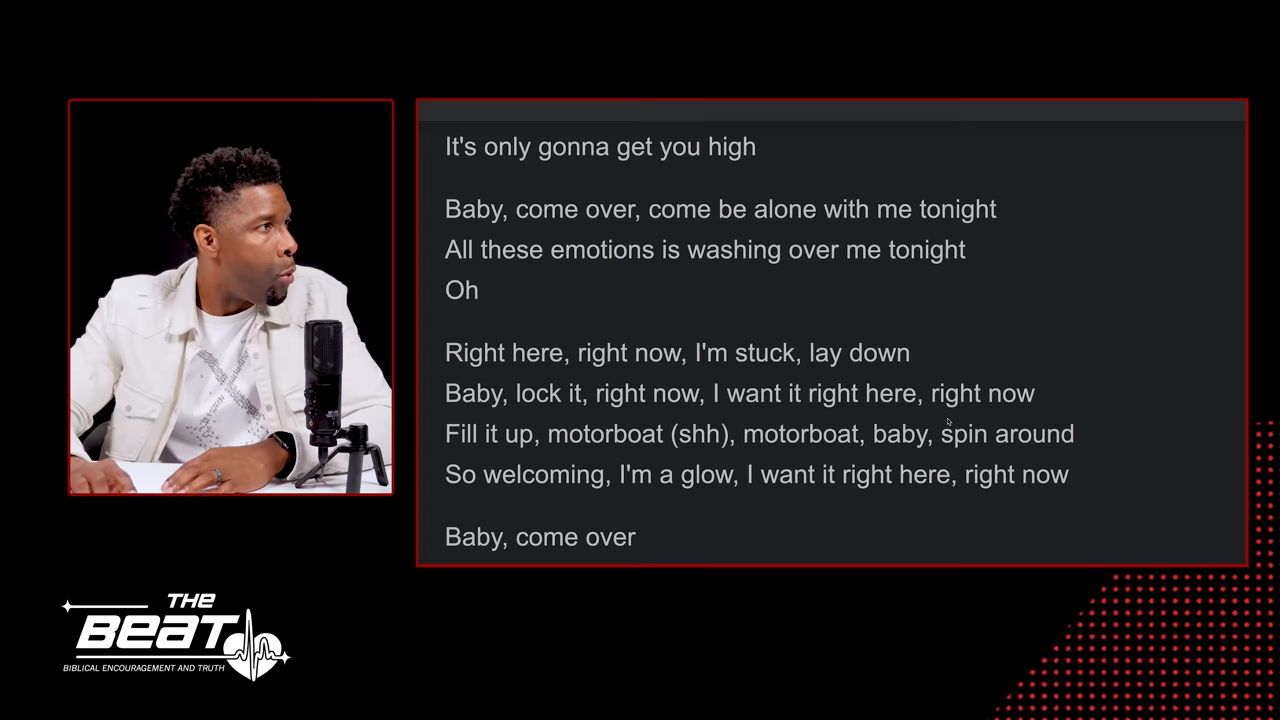 It's only gonna get you high
Baby, come over, come be alone with me tonight
All these emotions is washing over me tonight
Oh
Right here, right now, I'm stuck, lay down
Baby, lock it, right now, I want it right here, right now
Fill it up, motorboat (shh), motorboat, baby, spin around
So welcoming, I'm a glow, I want it right here, right now
Baby, come over
THE
BEAT
BIBLICAL ENCOURAGEMENT AND TRUTH